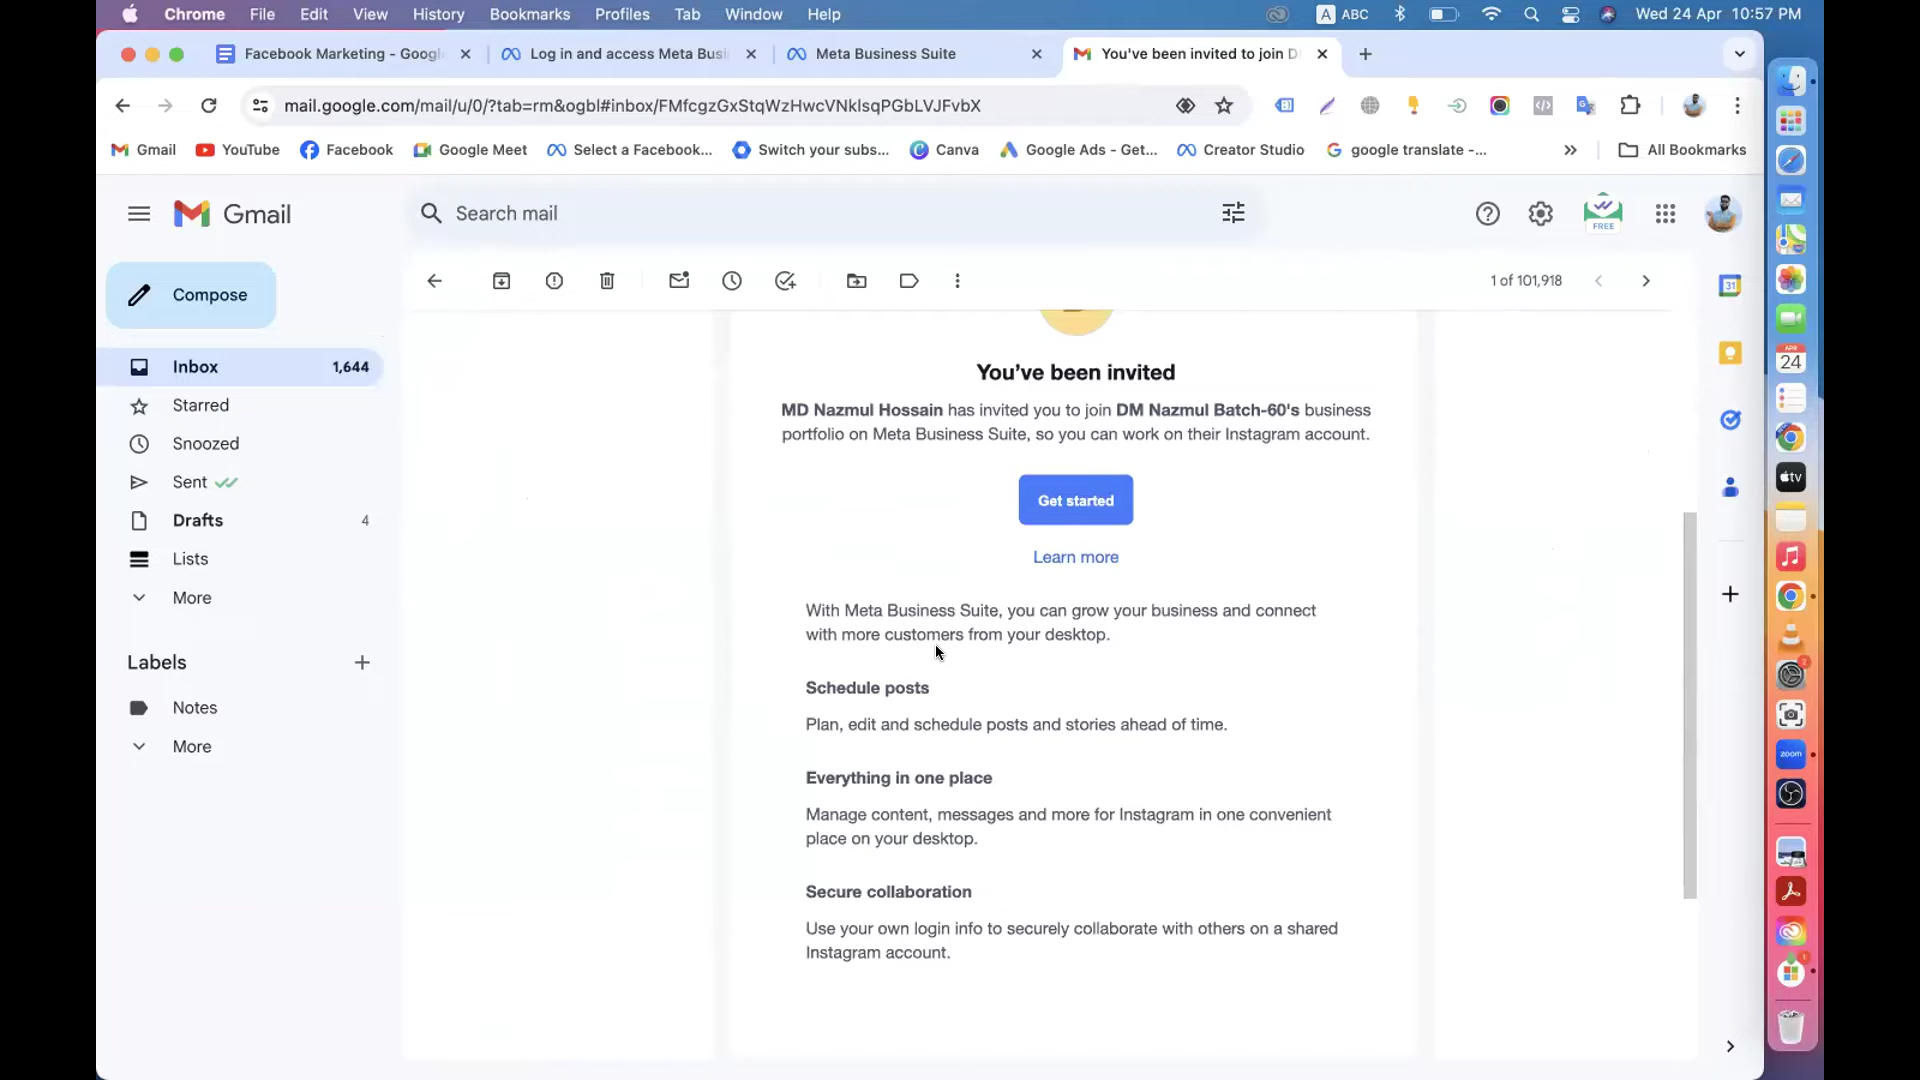 Chrome File Edit View History Bookmarks Profiles Tab Window Help A ABC Wed 24 Apr 10:57 PM
Facebook Marketing - Googl Log in and access Meta Busi Meta Business Suite You've been invited to join D
mail.google.com/mail/u/0/?tab=rm&ogbl#inbox/FMfcgzGxStqWzHwcVNklsqPGbLVJFvbX
Gmail YouTube Facebook Google Meet Select a Facebook... Switch your subs... Canva Google Ads - Get... Creator Studio google translate -... All Bookmarks
Gmail
Search mail
FREE
Compose
1 of 101,918
Inbox 1,644
Starred
Snoozed
Sent
Drafts 4
Lists
More
Labels
Notes
More
You've been invited
MD Nazmul Hossain has invited you to join DM Nazmul Batch-60's business
portfolio on Meta Business Suite, so you can work on their Instagram account.
Get started
Learn more
With Meta Business Suite, you can grow your business and connect
with more customers from your desktop.
Schedule posts
Plan, edit and schedule posts and stories ahead of time.
Everything in one place
Manage content, messages and more for Instagram in one convenient
place on your desktop.
Secure collaboration
Use your own login info to securely collaborate with others on a shared
Instagram account.
31
APR
24
tv
2
zoom
1